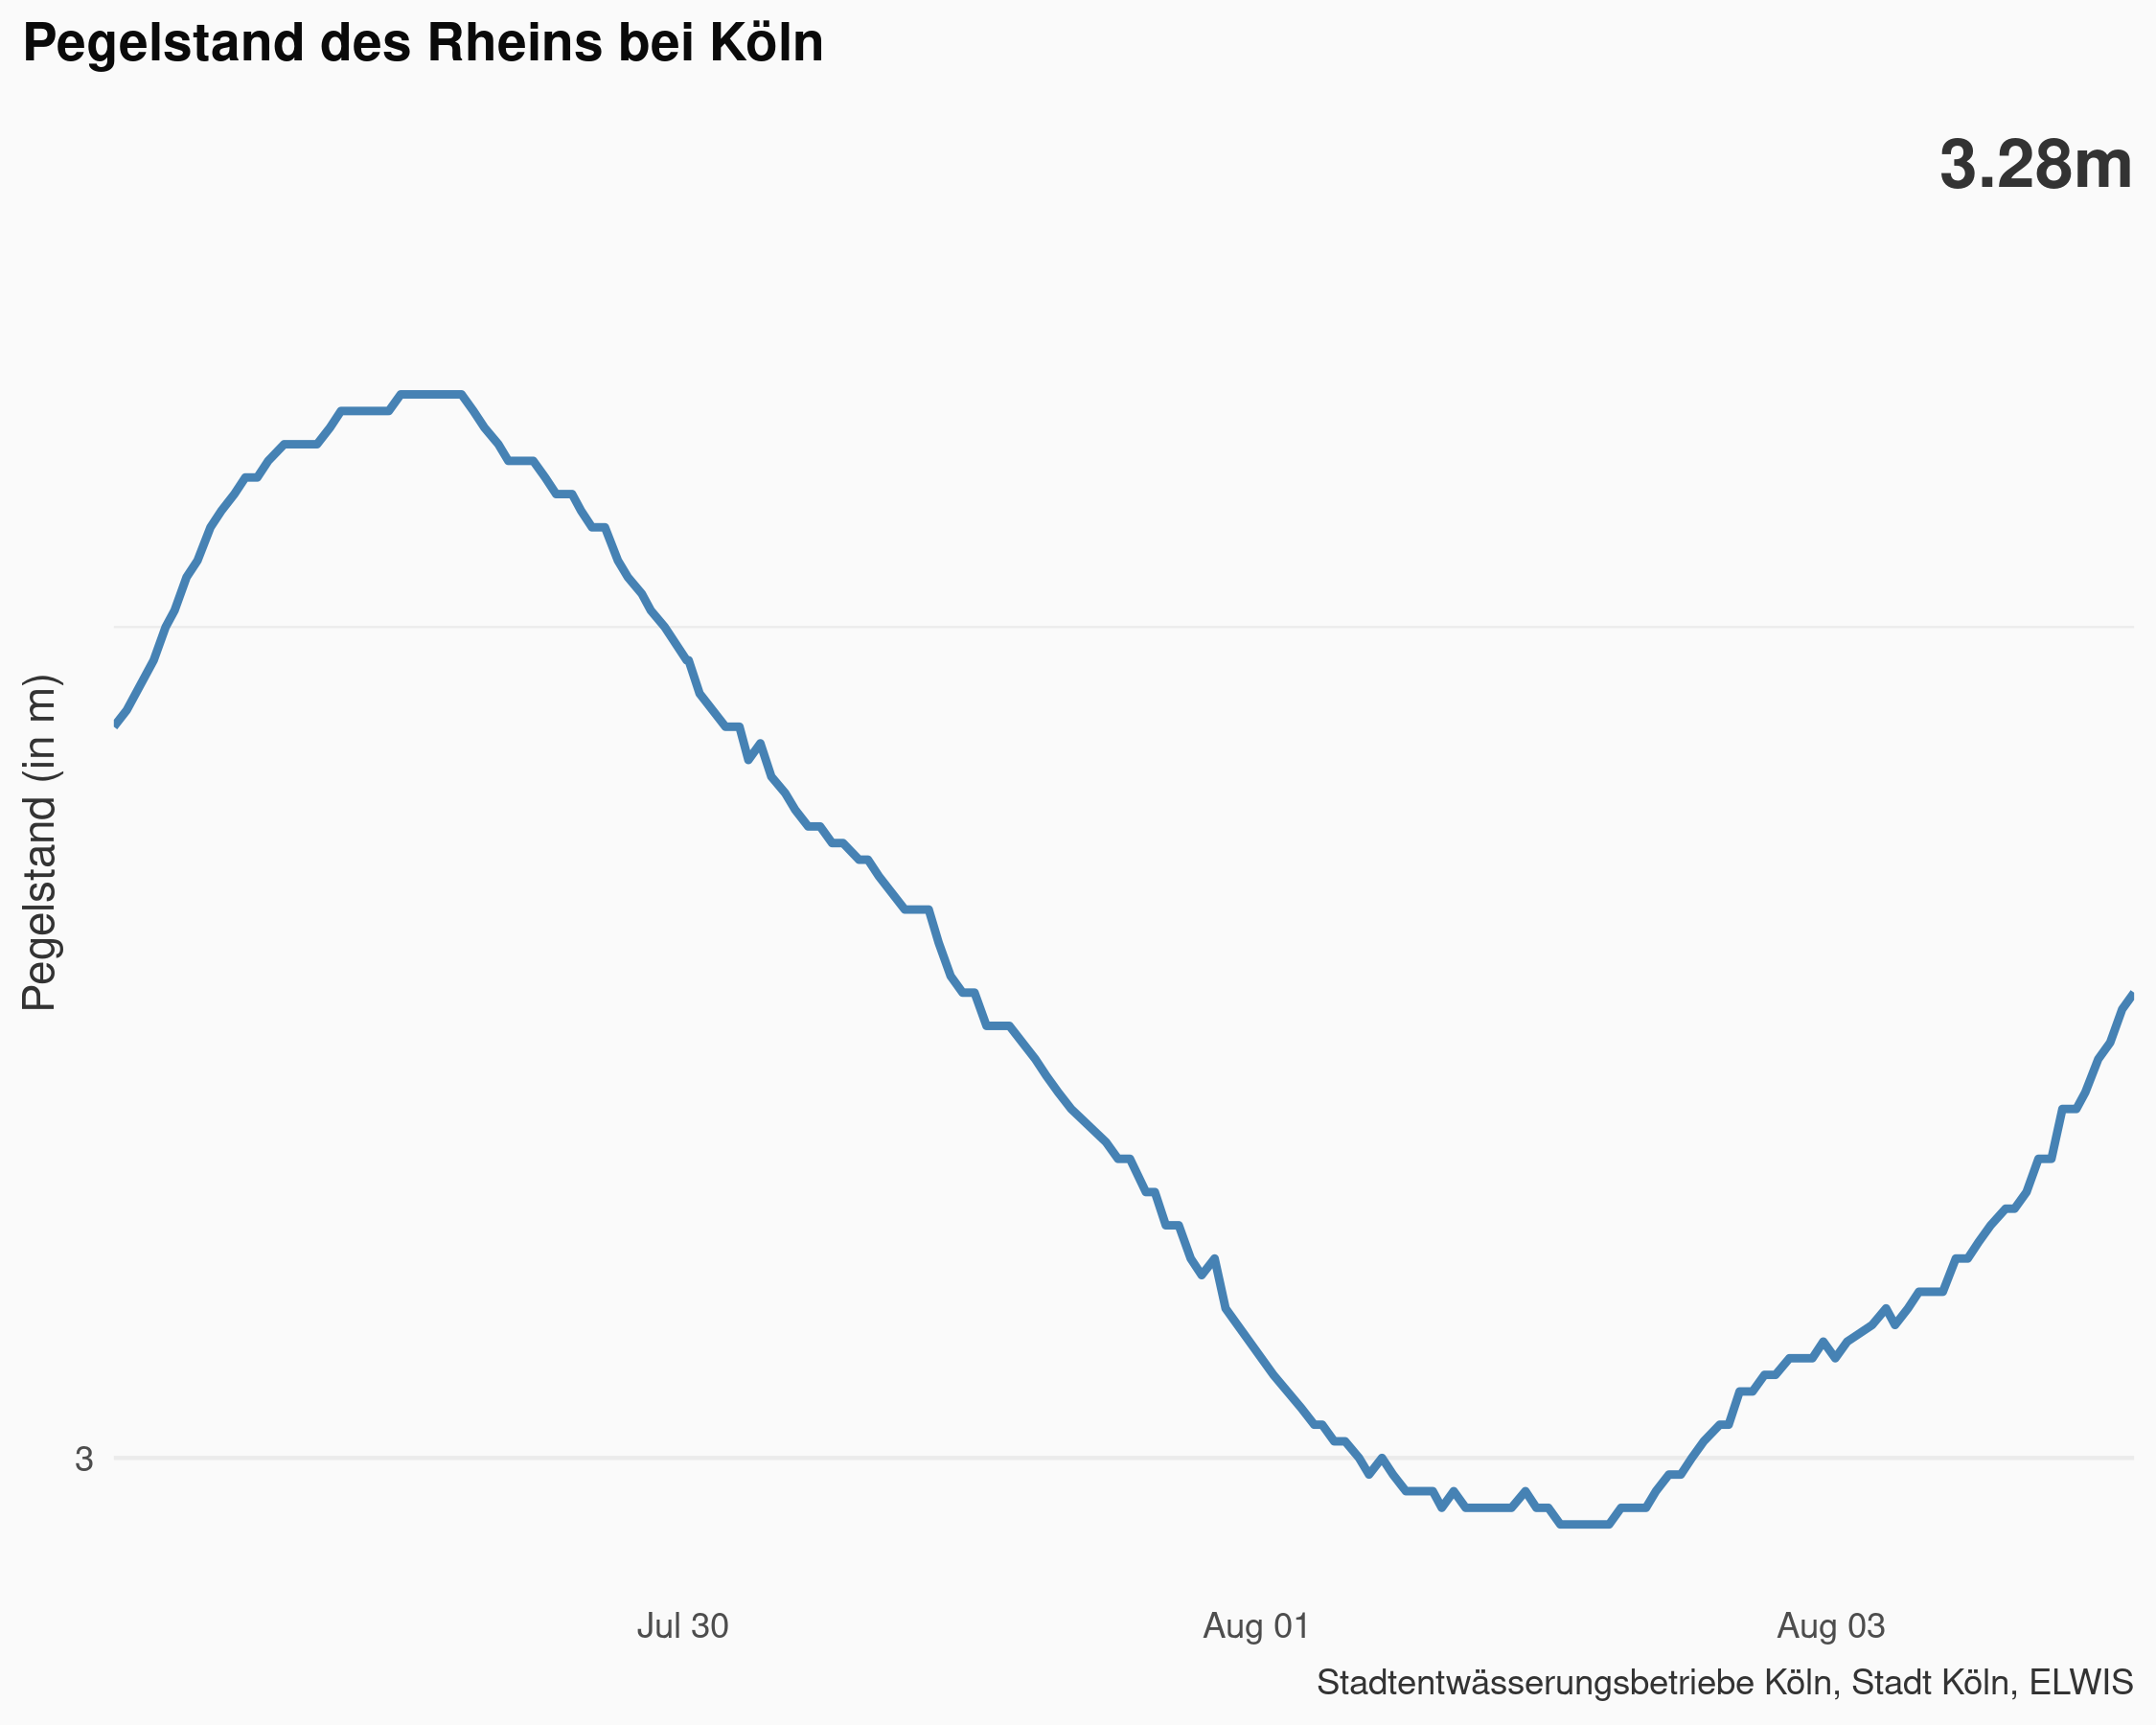 Pegelstand des Rheins bei Köln
3.28m
Pegelstand (in m)
3
Jul 30
Aug 01
Aug 03
Stadtentwässerungsbetriebe Köln, Stadt Köln, ELWIS